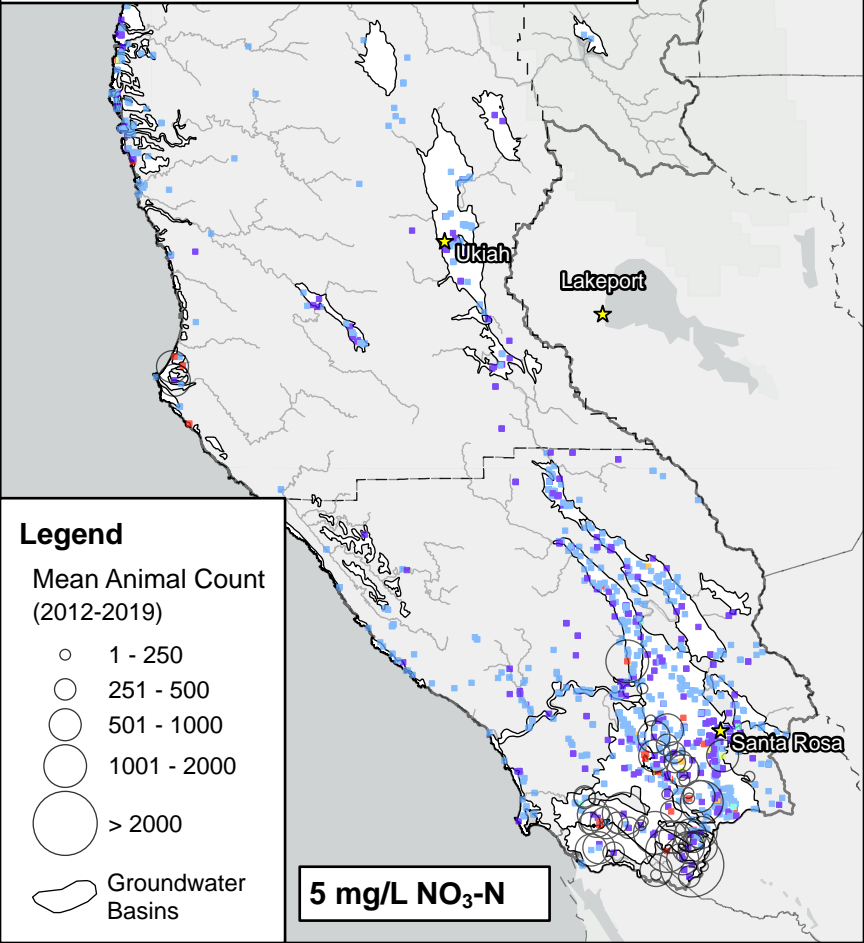 Ukiah
Lakeport
Santa Rosa
Legend
Mean Animal Count
(2012-2019)
1 - 250
251 - 500
501 - 1000
1001 - 2000
> 2000
Groundwater
Basins
5 mg/L NO₃-N